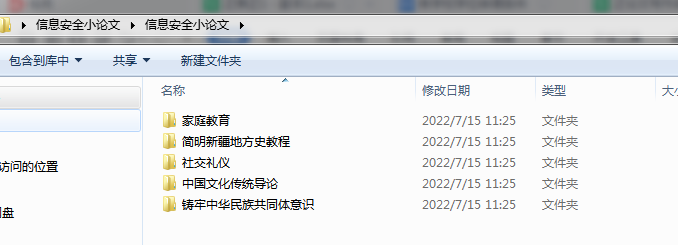 信息安全小论文 信息安全小论文
包含到库中 共享 新建文件夹
名称 修改日期 类型 大小
家庭教育 2022/7/15 11:25 文件夹
简明新疆地方史教程 2022/7/15 11:25 文件夹
社交礼仪 2022/7/15 11:25 文件夹
访问的位置
中国文化传统导论 2022/7/15 11:25 文件夹
铸牢中华民族共同体意识 2022/7/15 11:25 文件夹
盘